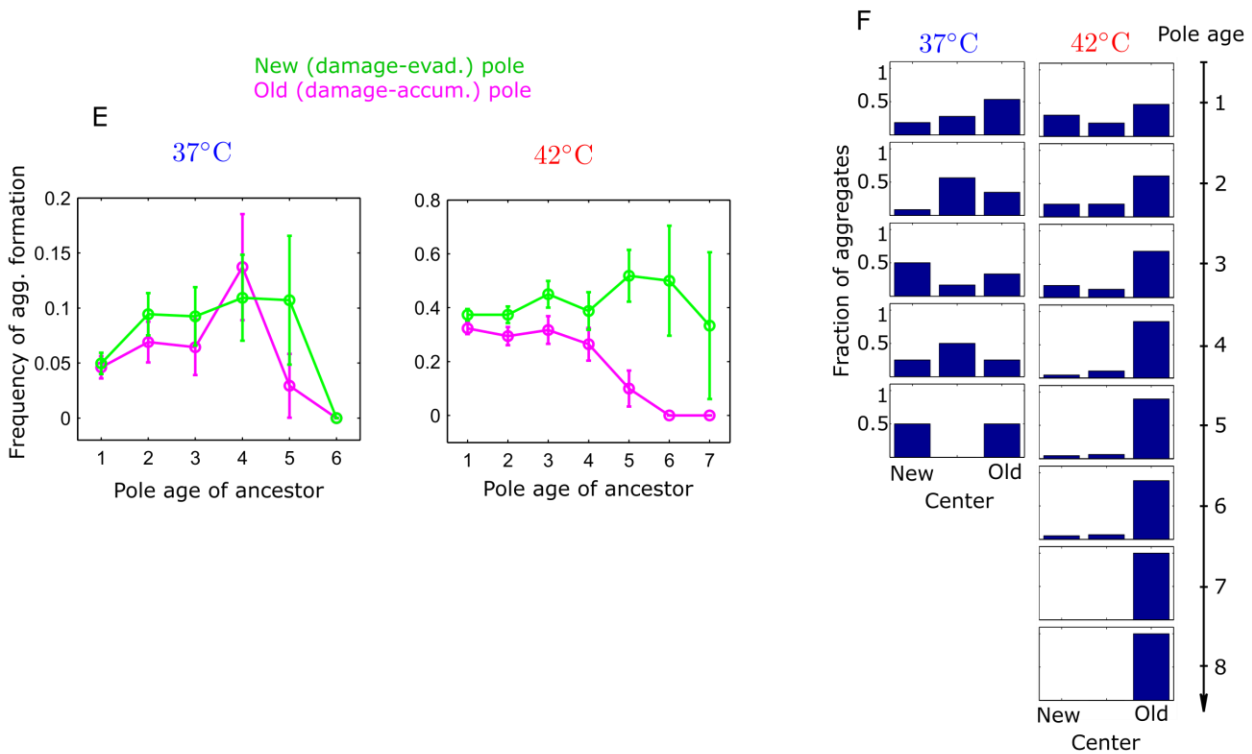 New (damage-evad.) pole
Old (damage-accum.) pole
E
37°C
42°C
Frequency of agg. formation
0.2
0.15
0.1
0.05
0
1 2 3 4 5 6
Pole age of ancestor
0.8
0.6
0.4
0.2
0
1 2 3 4 5 6 7
Pole age of ancestor
F
37°C
42°C
Pole age
Fraction of aggregates
1
0.5
1
0.5
1
0.5
1
0.5
1
0.5
New Old
Center
New Old
Center
1
2
3
4
5
6
7
8